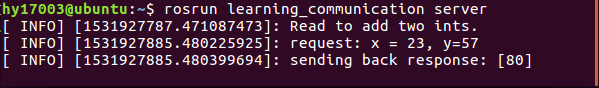 hy17003@ubuntu:~$ rosrun learning_communication server
[ INFO] [1531927787.471087473]: Read to add two ints.
[ INFO] [1531927885.480225925]: request: x = 23, y=57
[ INFO] [1531927885.480399694]: sending back response: [80]